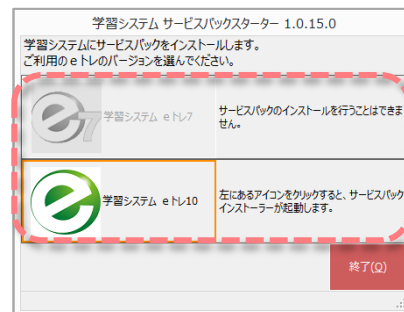 学習システム サービスパックスターター 1.0.15.0
学習システムにサービスパックをインストールします。
ご利用のｅトレのバージョンを選んでください。
e7
学習システム ｅトレ7
サービスパックのインストールを行うことはできま
せん。
e
学習システム ｅトレ10
左にあるアイコンをクリックすると、サービスパック
インストーラーが起動します。
終了(Q)